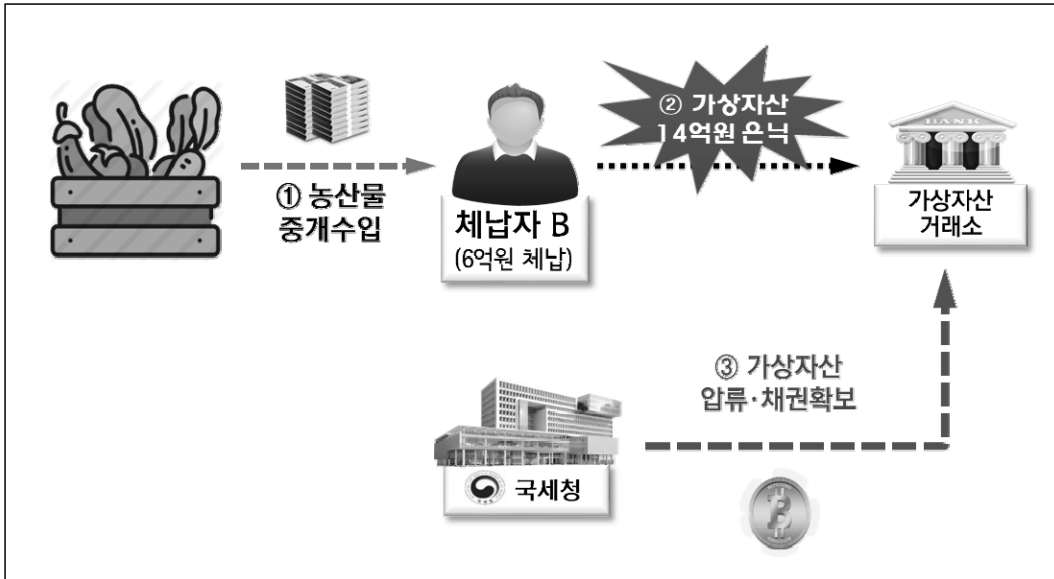 ① 농산물
중개수입
체납자 B
(6억원 체납)
② 가상자산
14억원 은닉
BANK
가상자산
거래소
③ 가상자산
압류·채권확보
국세청